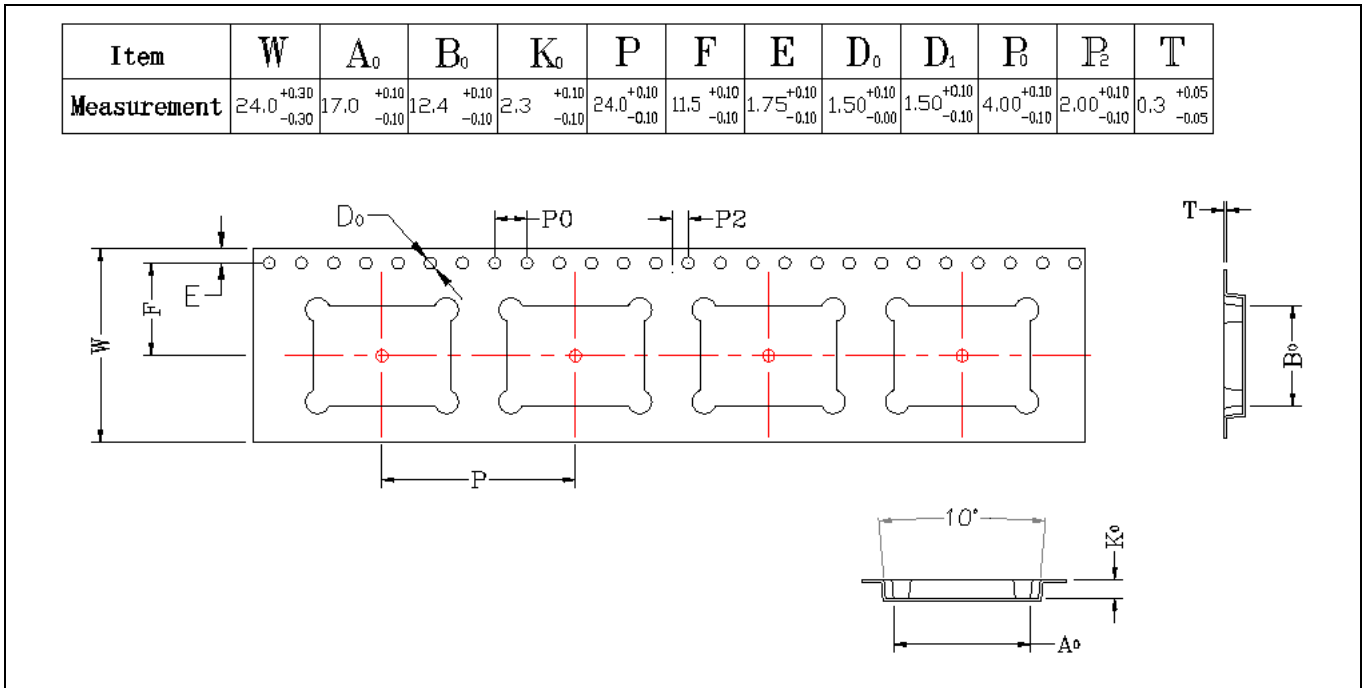 Item W A₀ B₀ K₀ P F E D₀ D₁ P₀ P₂ T
Measurement 24.0 +0.30 -0.30 17.0 +0.10 -0.10 12.4 +0.10 -0.10 2.3 +0.10 -0.10 24.0 +0.10 -0.10 11.5 +0.10 -0.10 1.75 +0.10 -0.10 1.50 +0.10 -0.00 1.50 +0.10 -0.10 4.00 +0.10 -0.10 2.00 +0.10 -0.10 0.3 +0.05 -0.05
D₀ P0 P2 T
E
F
W
B₀
P
10°
K₀
A₀